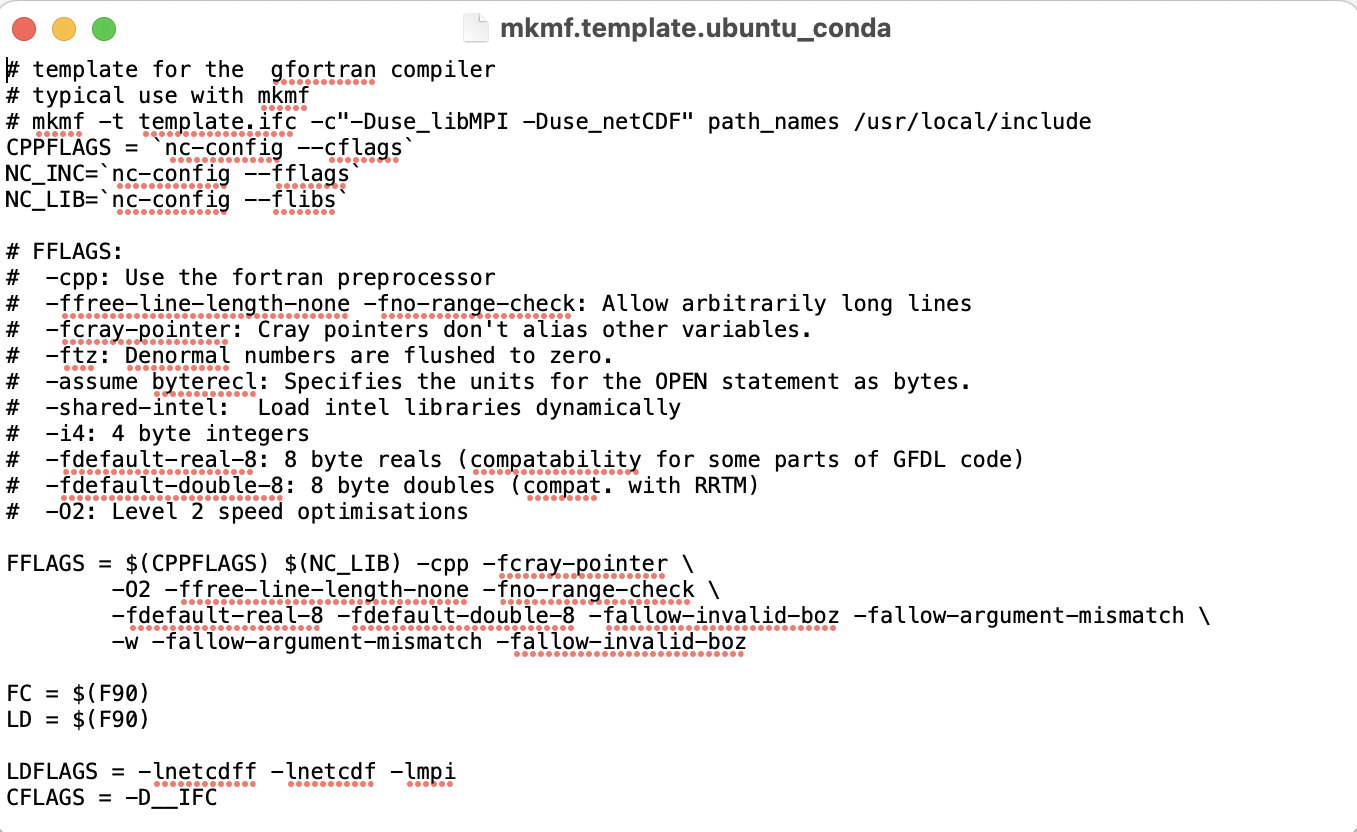 mkmf.template.ubuntu_conda
# template for the  gfortran compiler
# typical use with mkmf
# mkmf -t template.ifc -c"-Duse_libMPI -Duse_netCDF" path_names /usr/local/include
CPPFLAGS = `nc-config --cflags`
NC_INC=`nc-config --fflags`
NC_LIB=`nc-config --flibs`

# FFLAGS:
#  -cpp: Use the fortran preprocessor
#  -ffree-line-length-none -fno-range-check: Allow arbitrarily long lines
#  -fcray-pointer: Cray pointers don't alias other variables.
#  -ftz: Denormal numbers are flushed to zero.
#  -assume byterecl: Specifies the units for the OPEN statement as bytes.
#  -shared-intel:  Load intel libraries dynamically
#  -i4: 4 byte integers
#  -fdefault-real-8: 8 byte reals (compatability for some parts of GFDL code)
#  -fdefault-double-8: 8 byte doubles (compat. with RRTM)
#  -O2: Level 2 speed optimisations

FFLAGS = $(CPPFLAGS) $(NC_LIB) -cpp -fcray-pointer \
        -O2 -ffree-line-length-none -fno-range-check \
        -fdefault-real-8 -fdefault-double-8 -fallow-invalid-boz -fallow-argument-mismatch \
        -w -fallow-argument-mismatch -fallow-invalid-boz

FC = $(F90)
LD = $(F90)

LDFLAGS = -lnetcdff -lnetcdf -lmpi
CFLAGS = -D__IFC